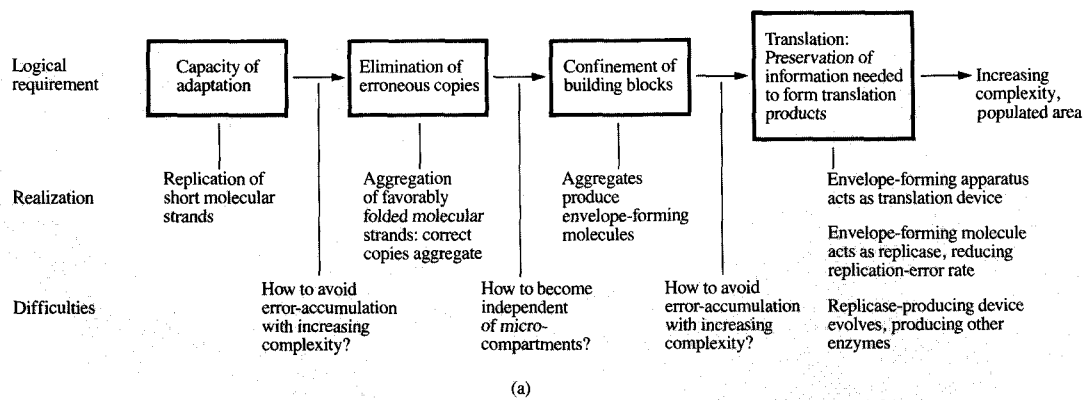 Logical
requirement
Capacity of
adaptation
Elimination of
erroneous copies
Confinement of
building blocks
Translation:
Preservation of
information needed
to form translation
products
Increasing
complexity,
populated area
Realization
Replication of
short molecular
strands
Aggregation
of favorably
folded molecular
strands: correct
copies aggregate
Aggregates
produce
envelope-forming
molecules
Envelope-forming apparatus
acts as translation device
Envelope-forming molecule
acts as replicase, reducing
replication-error rate
Replicase-producing device
evolves, producing other
enzymes
Difficulties
How to avoid
error-accumulation
with increasing
complexity?
How to become
independent
of micro-
compartments?
How to avoid
error-accumulation
with increasing
complexity?
(a)